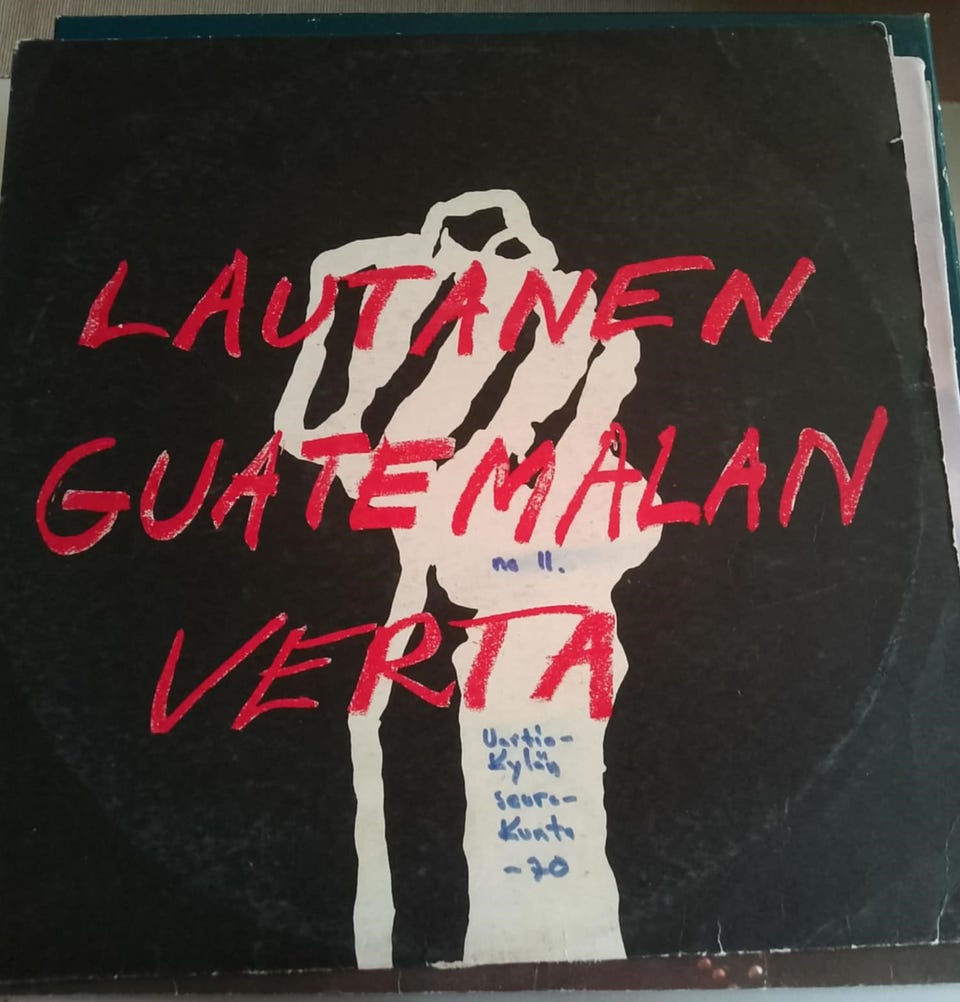 LAUTANEN
GUATEMALAN
no 11.
VERTA
Vartio-
Kylän
seura-
Kunta
-70